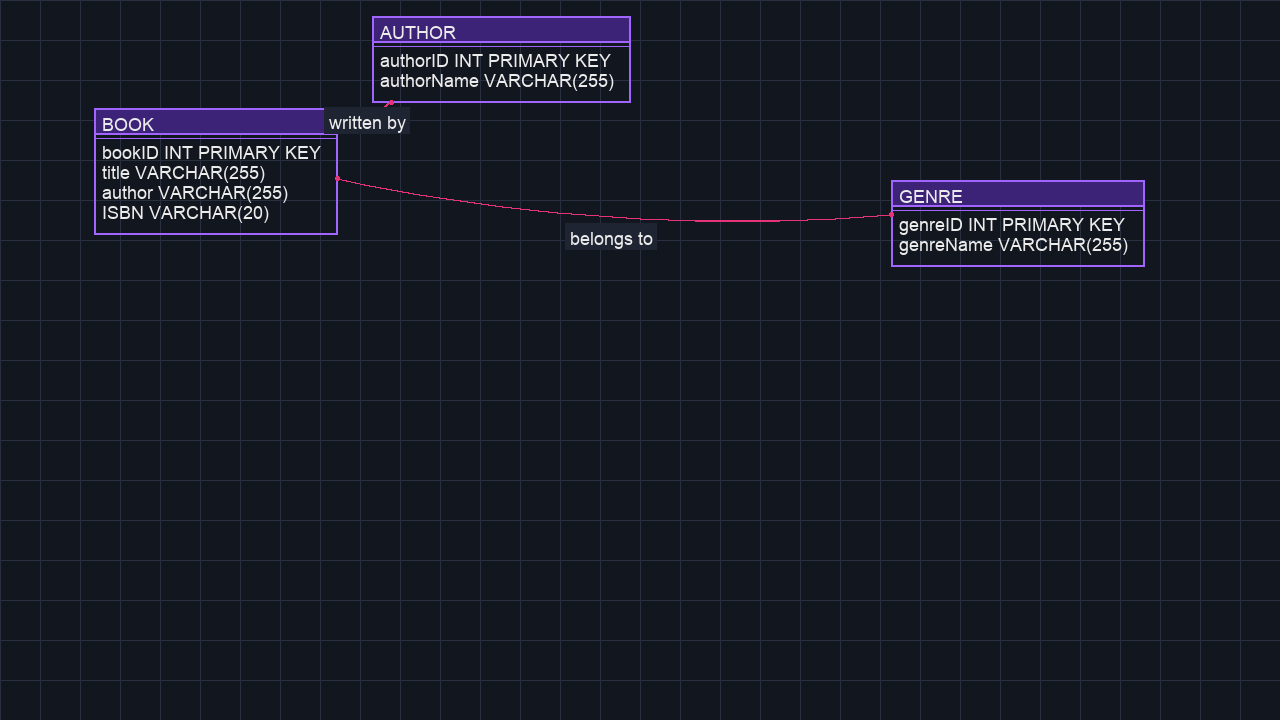 AUTHOR
authorID INT PRIMARY KEY
authorName VARCHAR(255)
written by
BOOK
bookID INT PRIMARY KEY
title VARCHAR(255)
author VARCHAR(255)
ISBN VARCHAR(20)
belongs to
GENRE
genreID INT PRIMARY KEY
genreName VARCHAR(255)